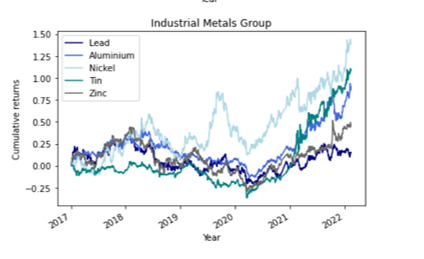 Year
Industrial Metals Group
Lead
Aluminium
Nickel
Tin
Zinc
Cumulative returns
1.50
1.25
1.00
0.75
0.50
0.25
0.00
−0.25
2017
2018
2019
2020
2021
2022
Year